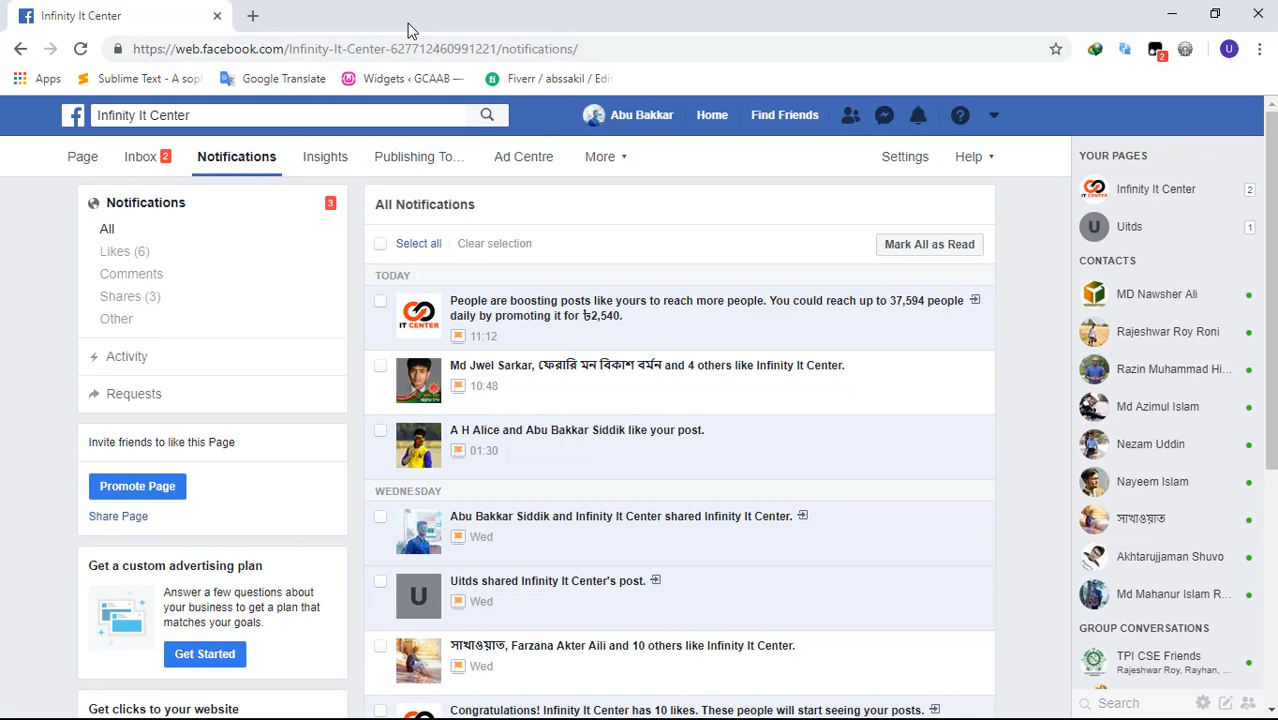 Infinity It Center
https://web.facebook.com/Infinity-It-Center-627712460991221/notifications/
2
U
Apps
Sublime Text - A sop
Google Translate
Widgets ‹ GCAAB —
Fiverr / abssakil / Edit
Infinity It Center
Abu Bakkar
Home
Find Friends
Page
Inbox 2
Notifications
Insights
Publishing To...
Ad Centre
More
Settings
Help
Notifications 3
All
Likes (6)
Comments
Shares (3)
Other
Activity
Requests
Invite friends to like this Page
Promote Page
Share Page
Get a custom advertising plan
Answer a few questions about
your business to get a plan that
matches your goals.
Get Started
Get clicks to your website
All Notifications
Select all
Clear selection
Mark All as Read
TODAY
IT CENTER
People are boosting posts like yours to reach more people. You could reach up to 37,594 people
daily by promoting it for ৳2,540.
11:12
Md Jwel Sarkar, ফেরারি মন বিকাশ বর্মন and 4 others like Infinity It Center.
10:48
A H Alice and Abu Bakkar Siddik like your post.
01:30
WEDNESDAY
Abu Bakkar Siddik and Infinity It Center shared Infinity It Center.
Wed
U
Uitds shared Infinity It Center's post.
Wed
সাখাওয়াত, Farzana Akter Aili and 10 others like Infinity It Center.
Wed
Congratulations! Infinity It Center has 10 likes. These people will start seeing your posts.
YOUR PAGES
Infinity It Center 2
U
Uitds 1
CONTACTS
MD Nawsher Ali
Rajeshwar Roy Roni
Razin Muhammad Hi...
Md Azimul Islam
Nezam Uddin
Nayeem Islam
সাখাওয়াত
Akhtarujjaman Shuvo
Md Mahanur Islam R...
GROUP CONVERSATIONS
TPI CSE Friends
Rajeshwar Roy, Rayhan, ...
Search